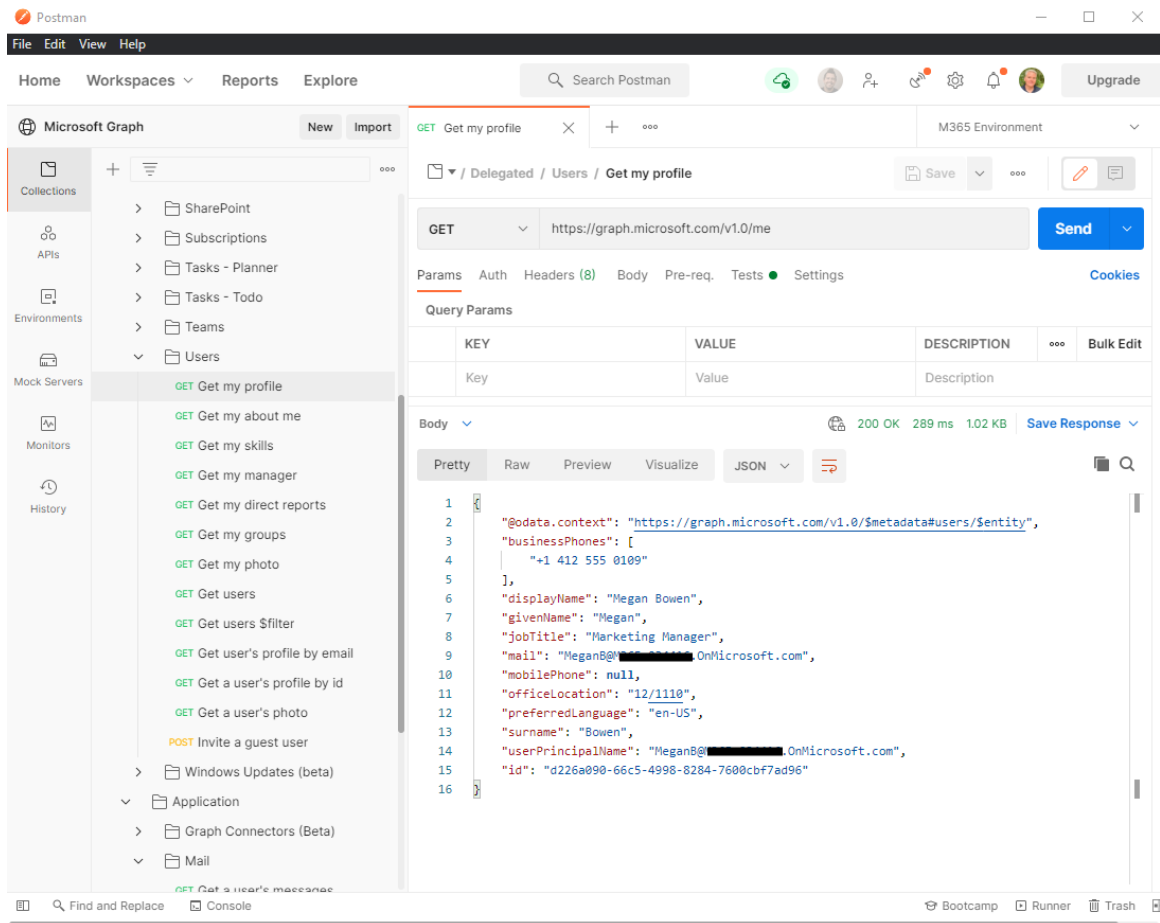 Postman
File Edit View Help
Home Workspaces Reports Explore Search Postman Upgrade
Microsoft Graph New Import
GET Get my profile
M365 Environment
Collections
APIs
Environments
Mock Servers
Monitors
History
SharePoint
Subscriptions
Tasks - Planner
Tasks - Todo
Teams
Users
GET Get my profile
GET Get my about me
GET Get my skills
GET Get my manager
GET Get my direct reports
GET Get my groups
GET Get my photo
GET Get users
GET Get users $filter
GET Get user's profile by email
GET Get a user's profile by id
GET Get a user's photo
POST Invite a guest user
Windows Updates (beta)
Application
Graph Connectors (Beta)
Mail
GET Get a user's messages
/ Delegated / Users / Get my profile Save
GET https://graph.microsoft.com/v1.0/me Send
Params Auth Headers (8) Body Pre-req. Tests Settings Cookies
Query Params
KEY VALUE DESCRIPTION Bulk Edit
Key Value Description
Body 200 OK 289 ms 1.02 KB Save Response
Pretty Raw Preview Visualize JSON
1 {
2 "@odata.context": "https://graph.microsoft.com/v1.0/$metadata#users/$entity",
3 "businessPhones": [
4 "+1 412 555 0109"
5 ],
6 "displayName": "Megan Bowen",
7 "givenName": "Megan",
8 "jobTitle": "Marketing Manager",
9 "mail": "MeganB@ .OnMicrosoft.com",
10 "mobilePhone": null,
11 "officeLocation": "12/1110",
12 "preferredLanguage": "en-US",
13 "surname": "Bowen",
14 "userPrincipalName": "MeganB@ .OnMicrosoft.com",
15 "id": "d226a090-66c5-4998-8284-7600cbf7ad96"
16 }
Find and Replace Console Bootcamp Runner Trash